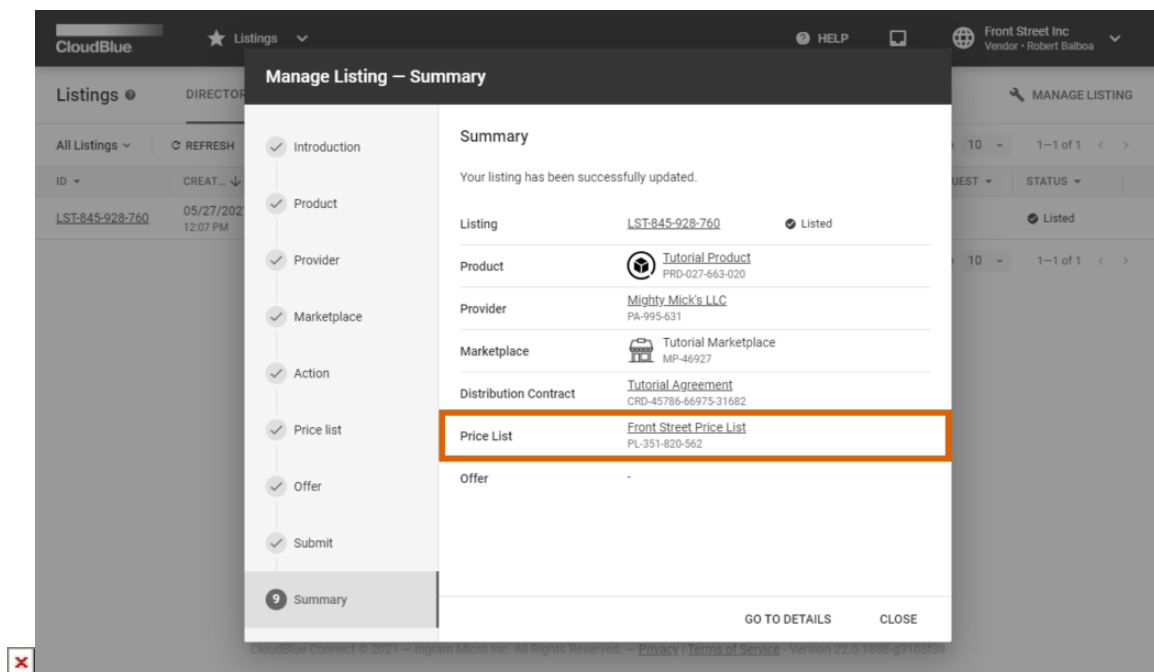 CloudBlue
Listings
HELP
Front Street Inc
Vendor · Robert Balboa
Manage Listing — Summary
Listings
DIRECTOR
MANAGE LISTING
All Listings
REFRESH
10
1—1 of 1
ID
CREAT...
UEST
STATUS
LST-845-928-760
05/27/202
12:07 PM
Listed
10
1—1 of 1
Introduction
Product
Provider
Marketplace
Action
Price list
Offer
Submit
9 Summary
Summary
Your listing has been successfully updated.
Listing LST-845-928-760 Listed
Product Tutorial Product
PRD-027-663-020
Provider Mighty Mick's LLC
PA-995-631
Marketplace Tutorial Marketplace
MP-46927
Distribution Contract Tutorial Agreement
CRD-45786-66975-31682
Price List Front Street Price List
PL-351-820-562
Offer -
GO TO DETAILS CLOSE
CloudBlue Connect © 2021 — Ingram Micro Inc. All Rights Reserved. — Privacy | Terms of Service - Version 22.0.1888-g3103f39